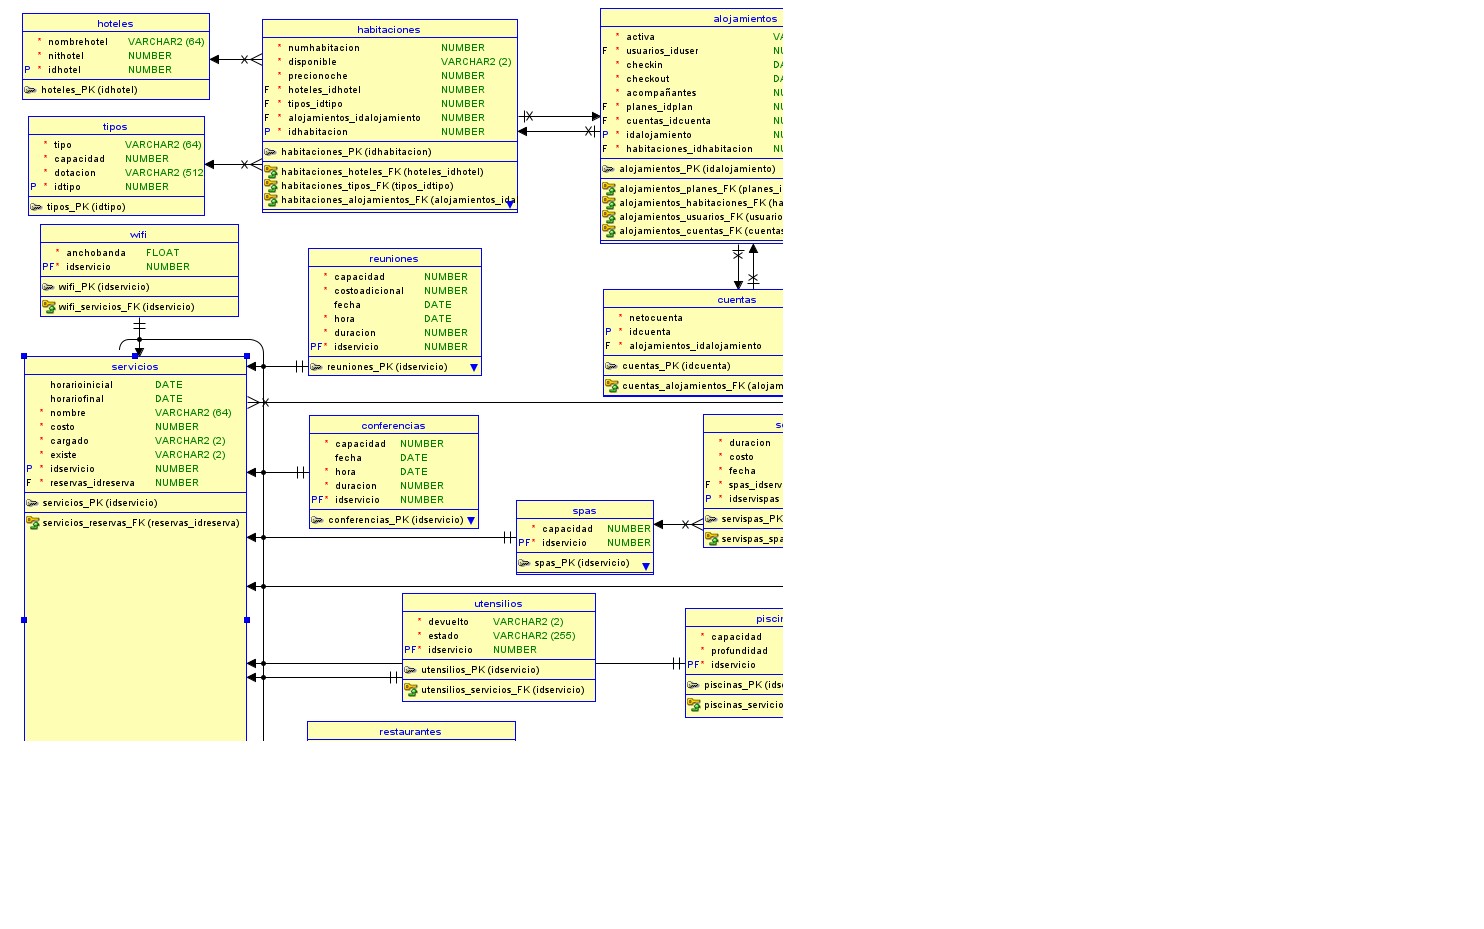 hoteles
* nombrehotel VARCHAR2 (64)
* nithotel NUMBER
P * idhotel NUMBER
hoteles_PK (idhotel)
tipos
* tipo VARCHAR2 (64)
* capacidad NUMBER
* dotacion VARCHAR2 (512
P * idtipo NUMBER
tipos_PK (idtipo)
wifi
* anchobanda FLOAT
PF* idservicio NUMBER
wifi_PK (idservicio)
wifi_servicios_FK (idservicio)
habitaciones
* numhabitacion NUMBER
* disponible VARCHAR2 (2)
* precionoche NUMBER
F * hoteles_idhotel NUMBER
F * tipos_idtipo NUMBER
F * alojamientos_idalojamiento NUMBER
P * idhabitacion NUMBER
habitaciones_PK (idhabitacion)
habitaciones_hoteles_FK (hoteles_idhotel)
habitaciones_tipos_FK (tipos_idtipo)
habitaciones_alojamientos_FK (alojamientos_ida
alojamientos
* activa VA
F * usuarios_iduser NU
* checkin DA
* checkout DA
* acompañantes NU
F * planes_idplan NU
F * cuentas_idcuenta NU
P * idalojamiento NU
F * habitaciones_idhabitacion NU
alojamientos_PK (idalojamiento)
alojamientos_planes_FK (planes_i
alojamientos_habitaciones_FK (ha
alojamientos_usuarios_FK (usuario
alojamientos_cuentas_FK (cuentas
reuniones
* capacidad NUMBER
* costoadicional NUMBER
fecha DATE
* hora DATE
* duracion NUMBER
PF* idservicio NUMBER
reuniones_PK (idservicio)
cuentas
* netocuenta
P * idcuenta
F * alojamientos_idalojamiento
cuentas_PK (idcuenta)
cuentas_alojamientos_FK (alojam
servicios
horarioinicial DATE
horariofinal DATE
* nombre VARCHAR2 (64)
* costo NUMBER
* cargado VARCHAR2 (2)
* existe VARCHAR2 (2)
P * idservicio NUMBER
F * reservas_idreserva NUMBER
servicios_PK (idservicio)
servicios_reservas_FK (reservas_idreserva)
conferencias
* capacidad NUMBER
fecha DATE
* hora DATE
* duracion NUMBER
PF* idservicio NUMBER
conferencias_PK (idservicio)
spas
* capacidad NUMBER
PF* idservicio NUMBER
spas_PK (idservicio)
se
* duracion
* costo
* fecha
F * spas_idserv
P * idservispas
servispas_PK
servispas_spa
utensilios
* devuelto VARCHAR2 (2)
* estado VARCHAR2 (255)
PF* idservicio NUMBER
utensilios_PK (idservicio)
utensilios_servicios_FK (idservicio)
piscin
* capacidad
* profundidad
PF* idservicio
piscinas_PK (ids
piscinas_servicio
restaurantes